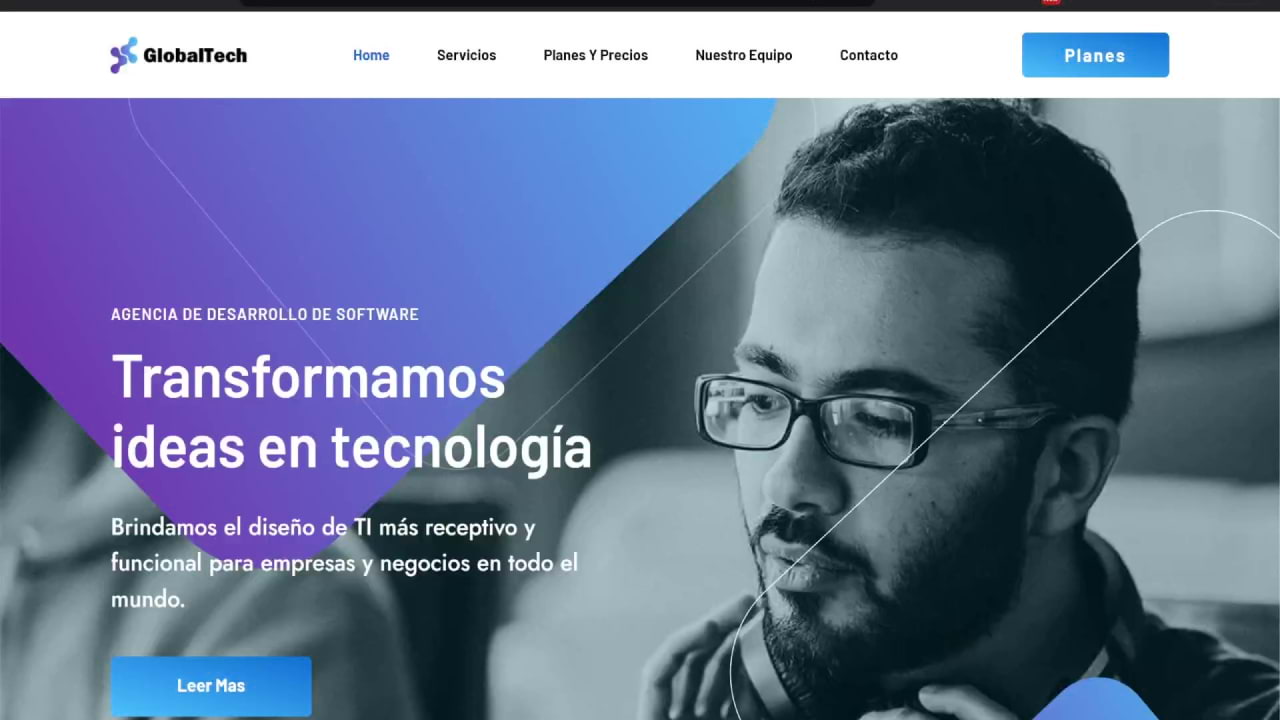 GlobalTech
Home
Servicios
Planes Y Precios
Nuestro Equipo
Contacto
Planes
AGENCIA DE DESARROLLO DE SOFTWARE
Transformamos
ideas en tecnología
Brindamos el diseño de TI más receptivo y
funcional para empresas y negocios en todo el
mundo.
Leer Mas